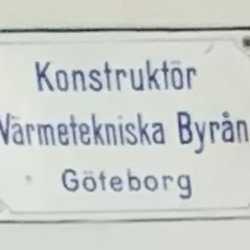 Konstruktör
Värmetekniska Byrån
Göteborg